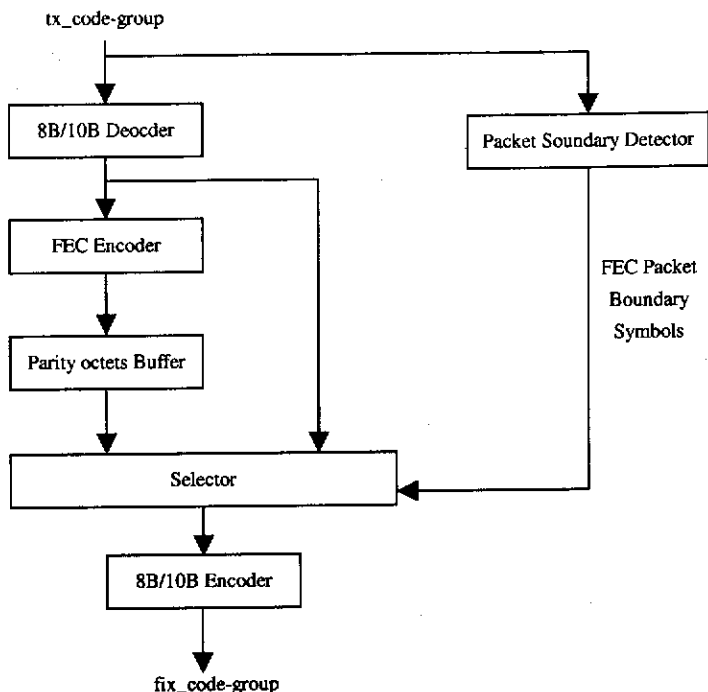 tx_code-group
8B/10B Deocder
Packet Soundary Detector
FEC Encoder
FEC Packet
Boundary
Symbols
Parity octets Buffer
Selector
8B/10B Encoder
fix_code-group